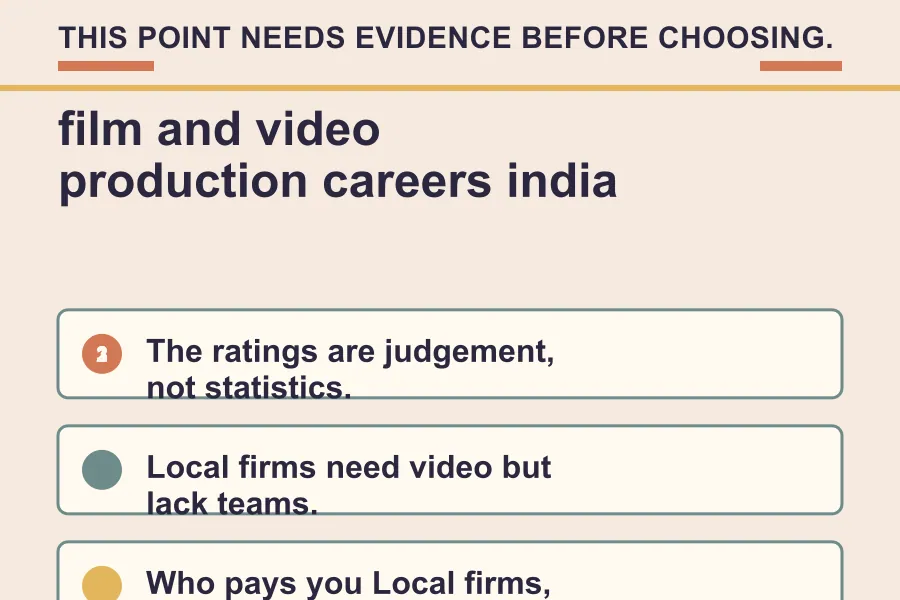 THIS POINT NEEDS EVIDENCE BEFORE CHOOSING.
film and video
production careers india
The ratings are judgement,
not statistics.
Local firms need video but
lack teams.
Who pays you Local firms,